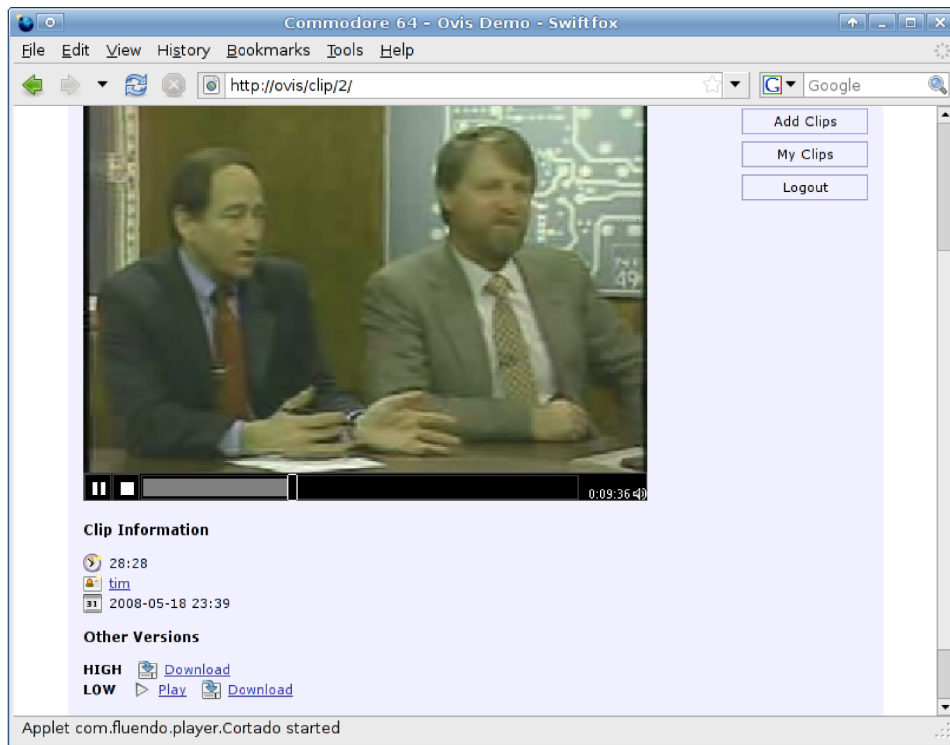 Commodore 64 - Ovis Demo - Swiftfox
File Edit View History Bookmarks Tools Help
http://ovis/clip/2/ G Google
Add Clips
My Clips
Logout
49
0:09:36
Clip Information
28:28
tim
31 2008-05-18 23:39
Other Versions
HIGH Download
LOW Play Download
Applet com.fluendo.player.Cortado started